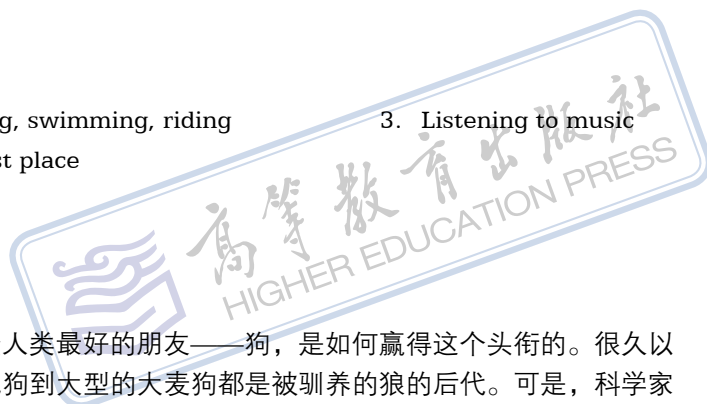 g, swimming, riding 3. Listening to music
st place
高等教育出版社
HIGHER EDUCATION PRESS
人类最好的朋友——狗，是如何赢得这个头衔的。很久以
狗到大型的大麦狗都是被驯养的狼的后代。可是，科学家